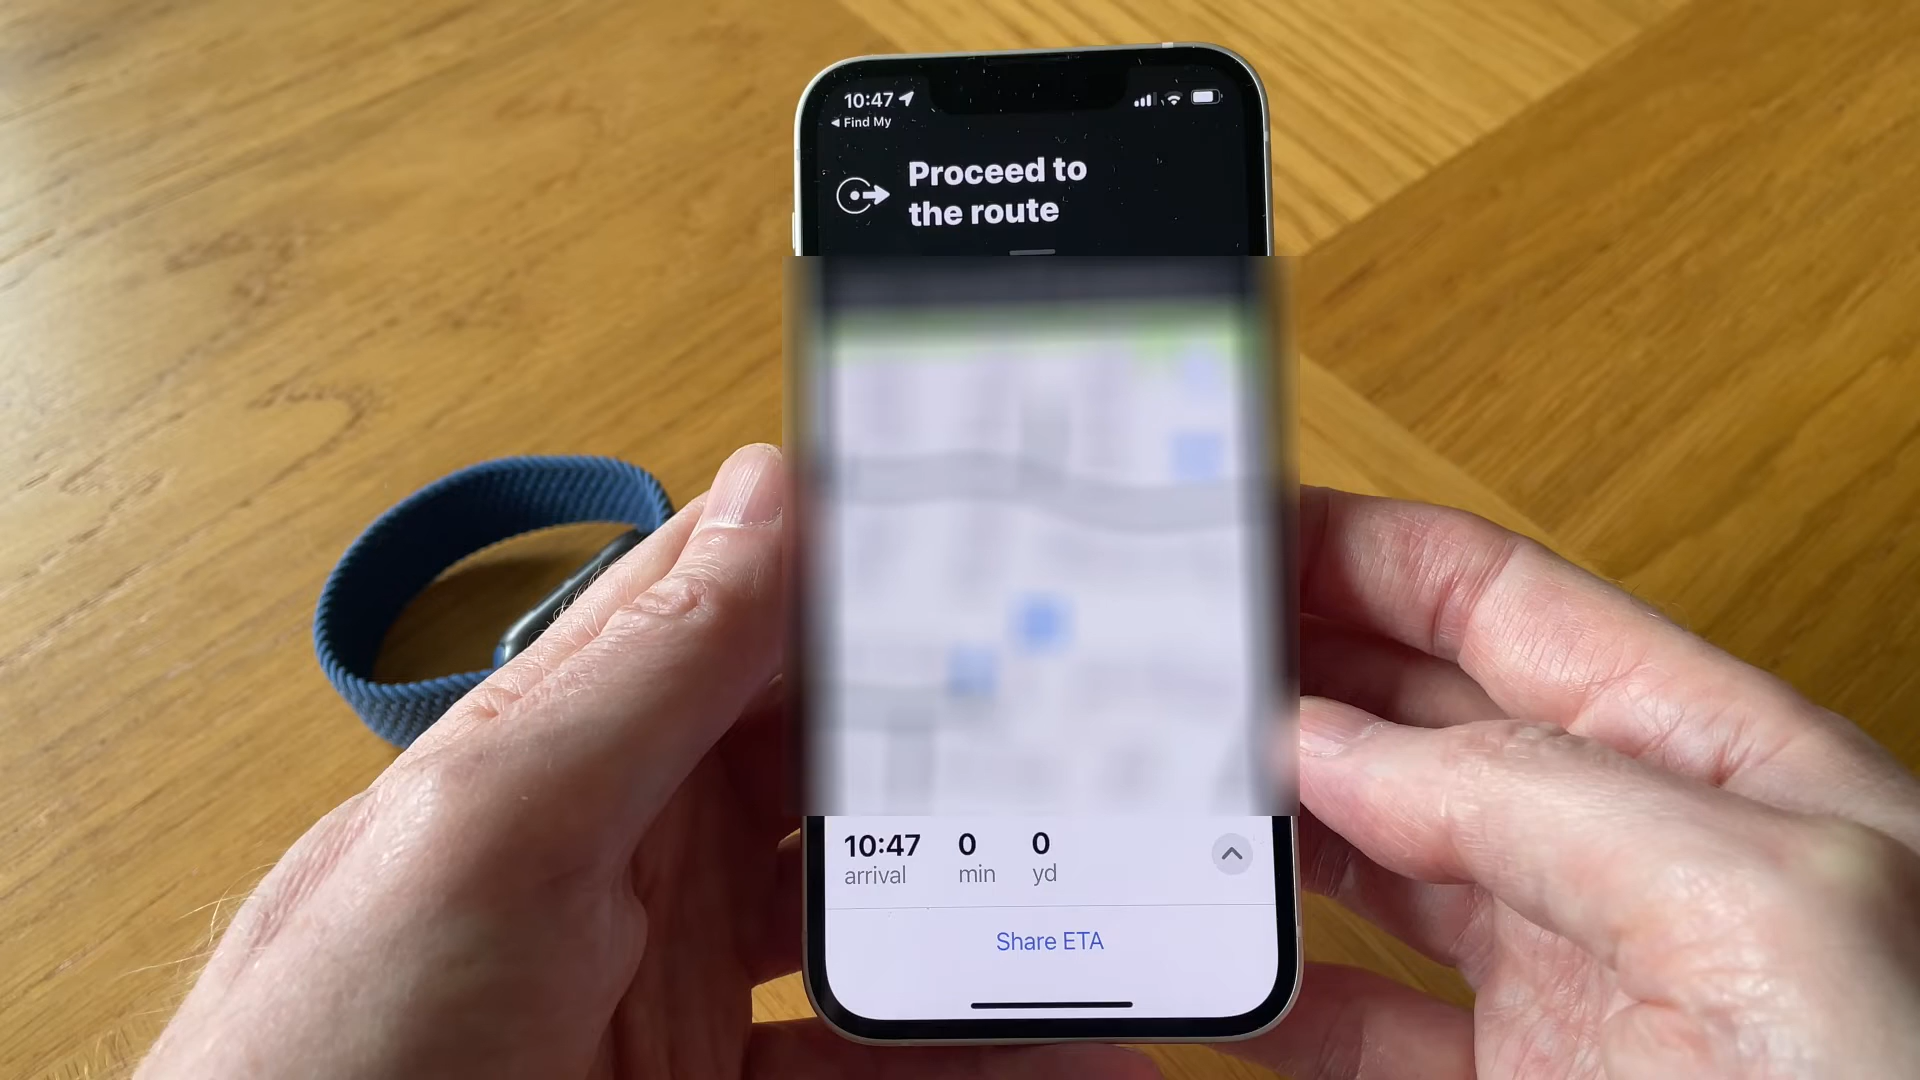 10:47
Find My
Proceed to
the route
10:47 0 0
arrival min yd
Share ETA